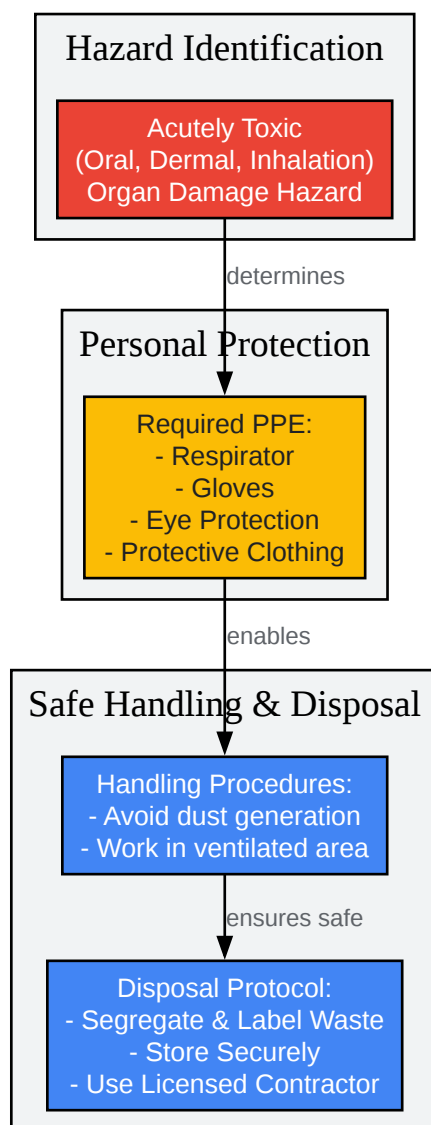 Hazard Identification
Acutely Toxic
(Oral, Dermal, Inhalation)
Organ Damage Hazard
determines
Personal Protection
Required PPE:
- Respirator
- Gloves
- Eye Protection
- Protective Clothing
enables
Safe Handling & Disposal
Handling Procedures:
- Avoid dust generation
- Work in ventilated area
ensures safe
Disposal Protocol:
- Segregate & Label Waste
- Store Securely
- Use Licensed Contractor